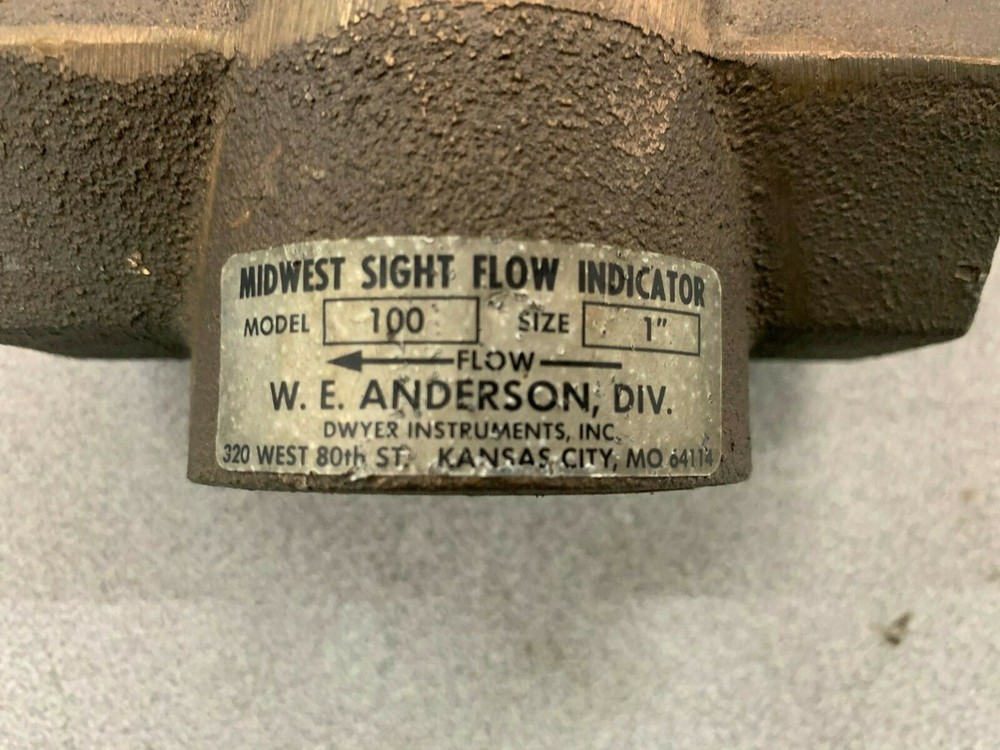 MIDWEST SIGHT FLOW INDICATOR
MODEL 100 SIZE 1"
FLOW
W. E. ANDERSON, DIV.
DWYER INSTRUMENTS, INC.
320 WEST 80th ST. KANSAS CITY, MO 64114